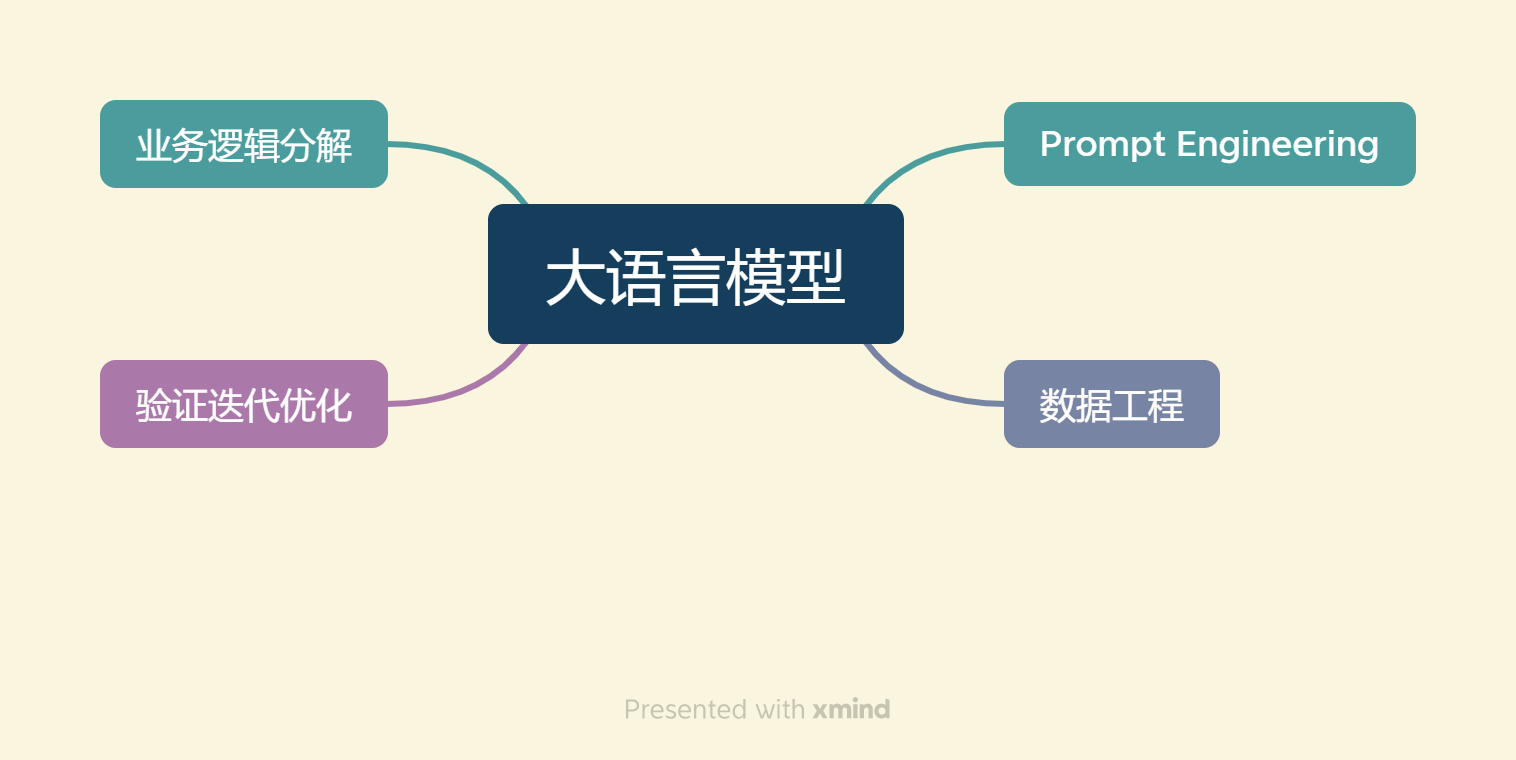 业务逻辑分解
Prompt Engineering
大语言模型
验证迭代优化
数据工程
Presented with xmind